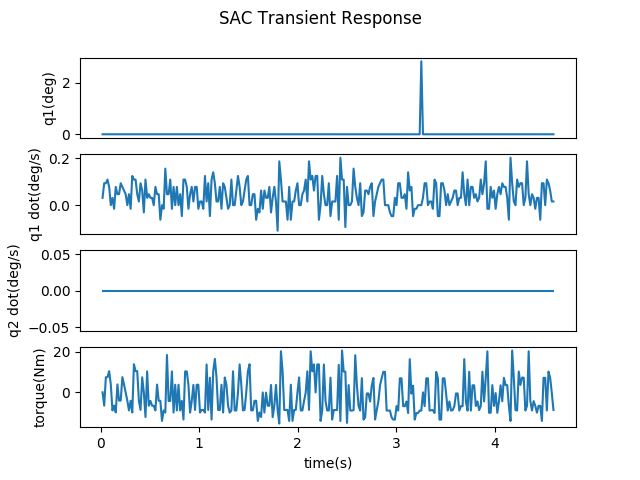 SAC Transient Response
q1(deg)
2
0
q1 dot(deg/s)
0.2
0.0
q2 dot(deg/s)
0.05
0.00
−0.05
torque(Nm)
20
0
0 1 2 3 4
time(s)